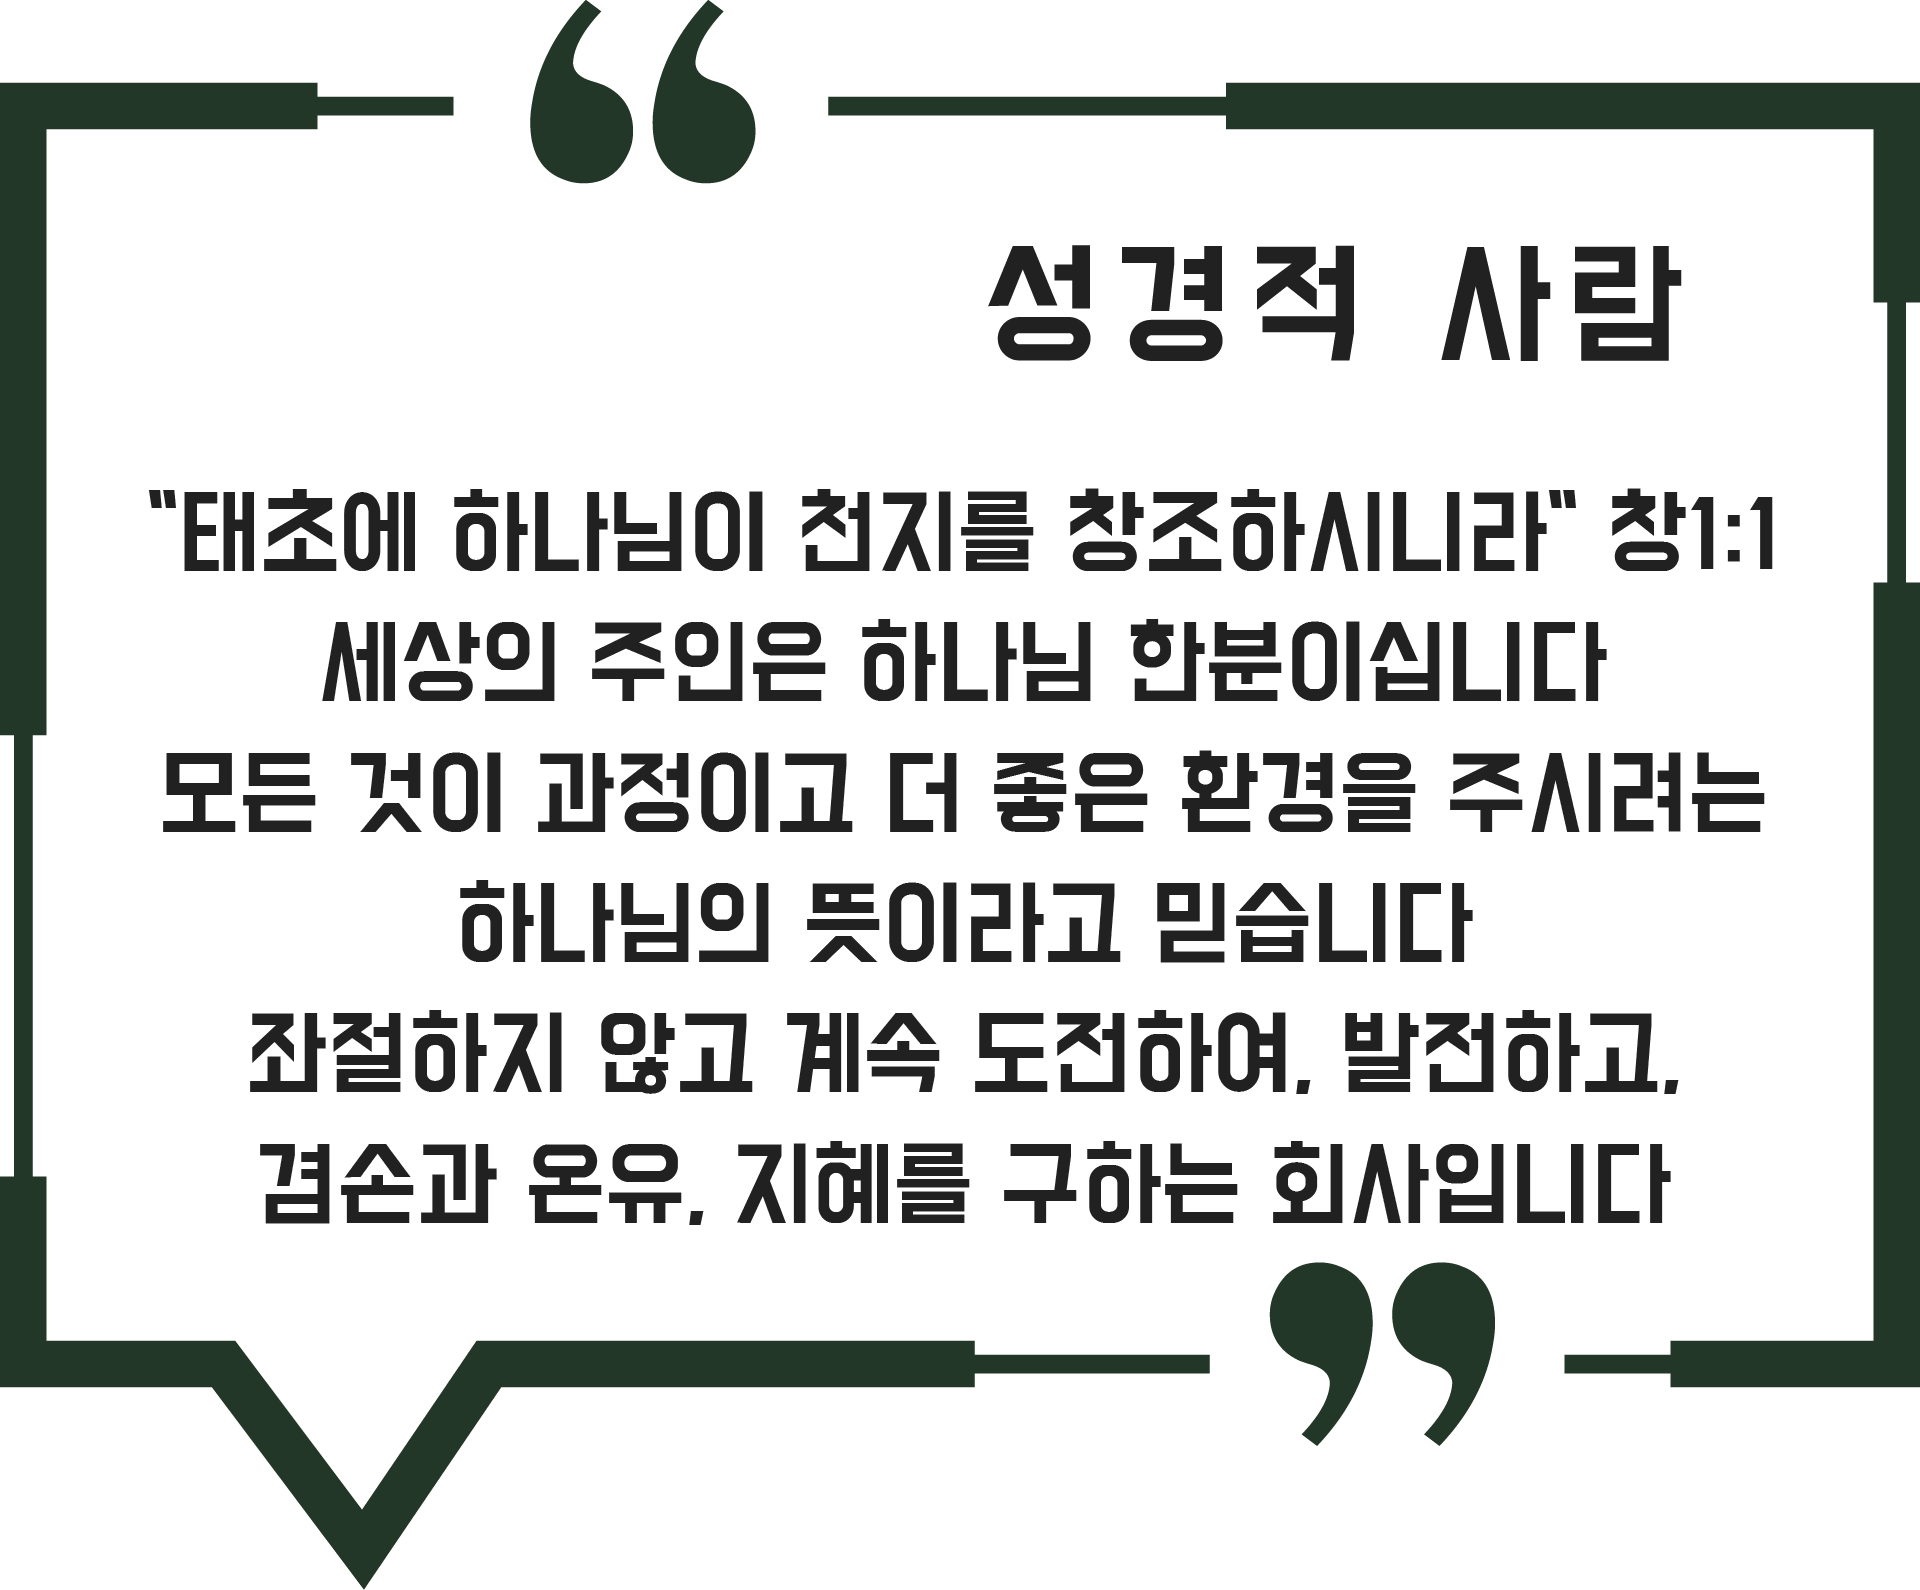 성경적 사람
"태초에 하나님이 천지를 창조하시니라" 창1:1
세상의 주인은 하나님 한분이십니다
모든 것이 과정이고 더 좋은 환경을 주시려는
하나님의 뜻이라고 믿습니다
좌절하지 않고 계속 도전하여, 발전하고,
겸손과 온유, 지혜를 구하는 회사입니다